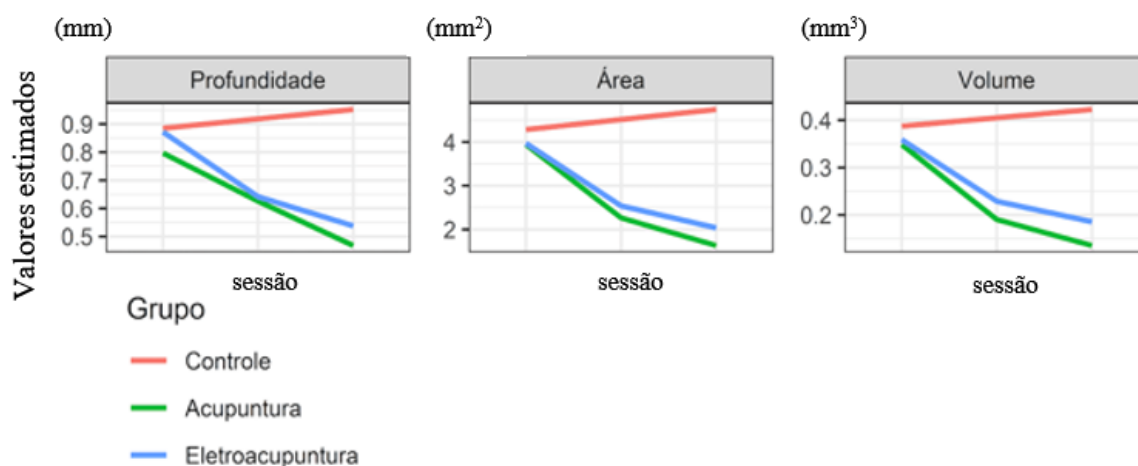 (mm) (mm²) (mm³)
Profundidade Área Volume
Valores estimados
0.9
0.8
0.7
0.6
0.5
4
3
2
0.4
0.3
0.2
sessão sessão sessão
Grupo
Controle
Acupuntura
Eletroacupuntura